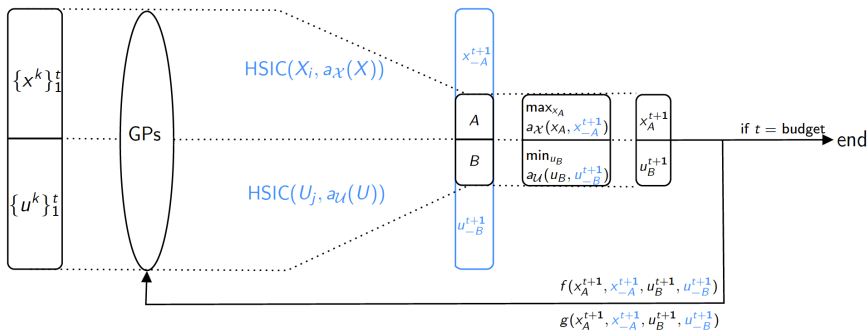 {x^k}_1^t
{u^k}_1^t
GPs
HSIC(X_i, a_𝒳(X))
HSIC(U_j, a_𝒰(U))
x_{-A}^{t+1}
A
B
u_{-B}^{t+1}
max_{x_A}
a_𝒳(x_A, x_{-A}^{t+1})
min_{u_B}
a_𝒰(u_B, u_{-B}^{t+1})
x_A^{t+1}
u_B^{t+1}
if t = budget
end
f(x_A^{t+1}, x_{-A}^{t+1}, u_B^{t+1}, u_{-B}^{t+1})
g(x_A^{t+1}, x_{-A}^{t+1}, u_B^{t+1}, u_{-B}^{t+1})